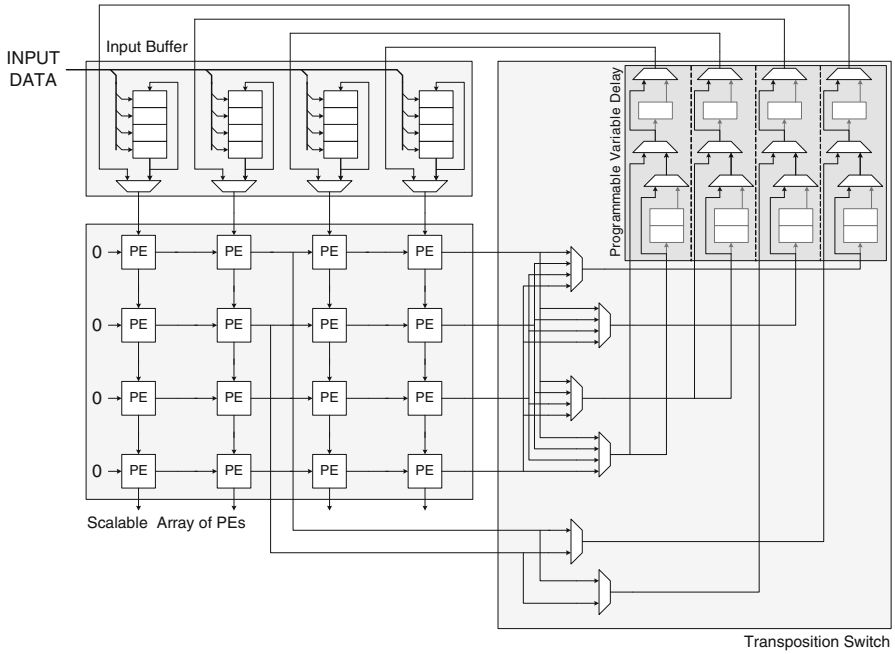 INPUT
DATA
Input Buffer
Programmable Variable Delay
0 PE PE PE PE
0 PE PE PE PE
0 PE PE PE PE
0 PE PE PE PE
Scalable Array of PEs
Transposition Switch